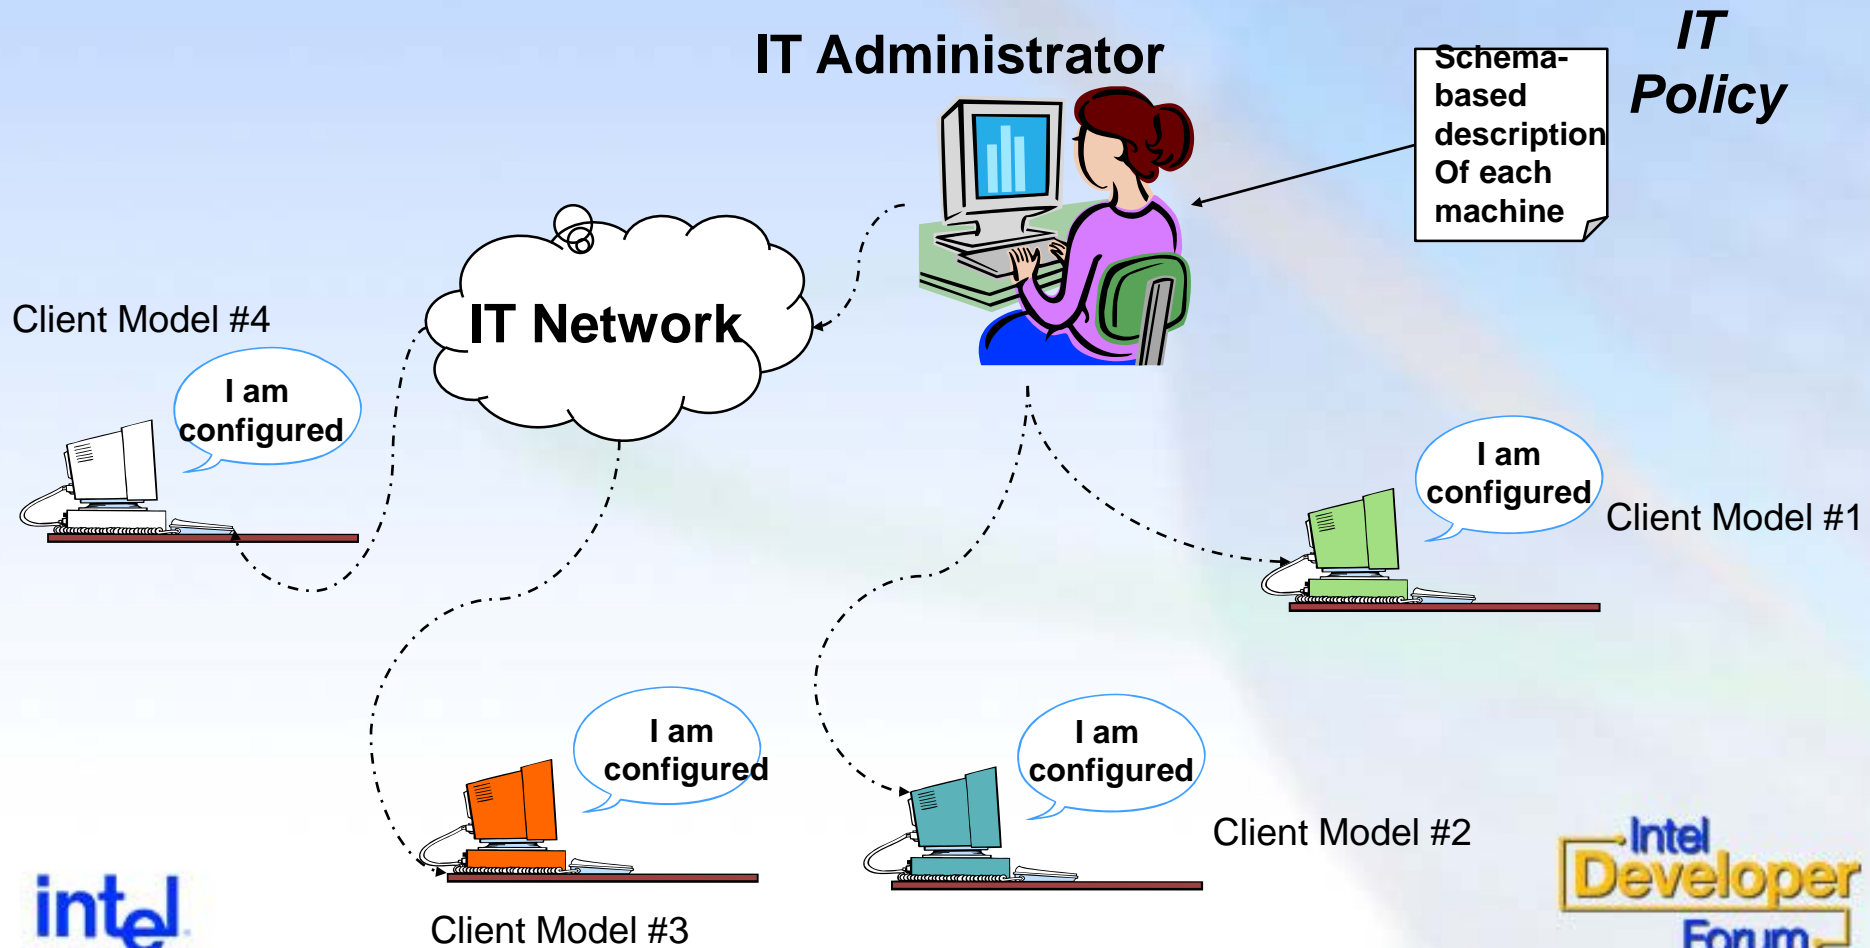 IT Administrator
IT
Policy
Schema-
based
description
Of each
machine
IT Network
Client Model #4
I am
configured
I am
configured
Client Model #1
I am
configured
Client Model #3
I am
configured
Client Model #2
intel
Intel
Developer
Forum